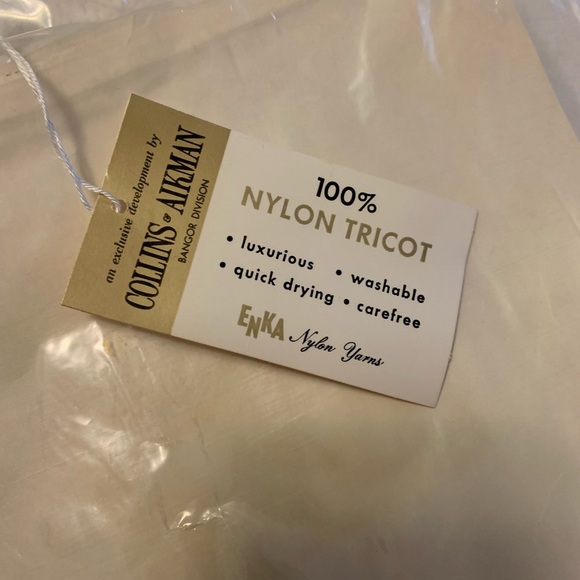 an exclusive development by
COLLINS & AIKMAN
BANGOR DIVISION
100%
NYLON TRICOT
• luxurious • washable
• quick drying • carefree
ENKA Nylon Yarns